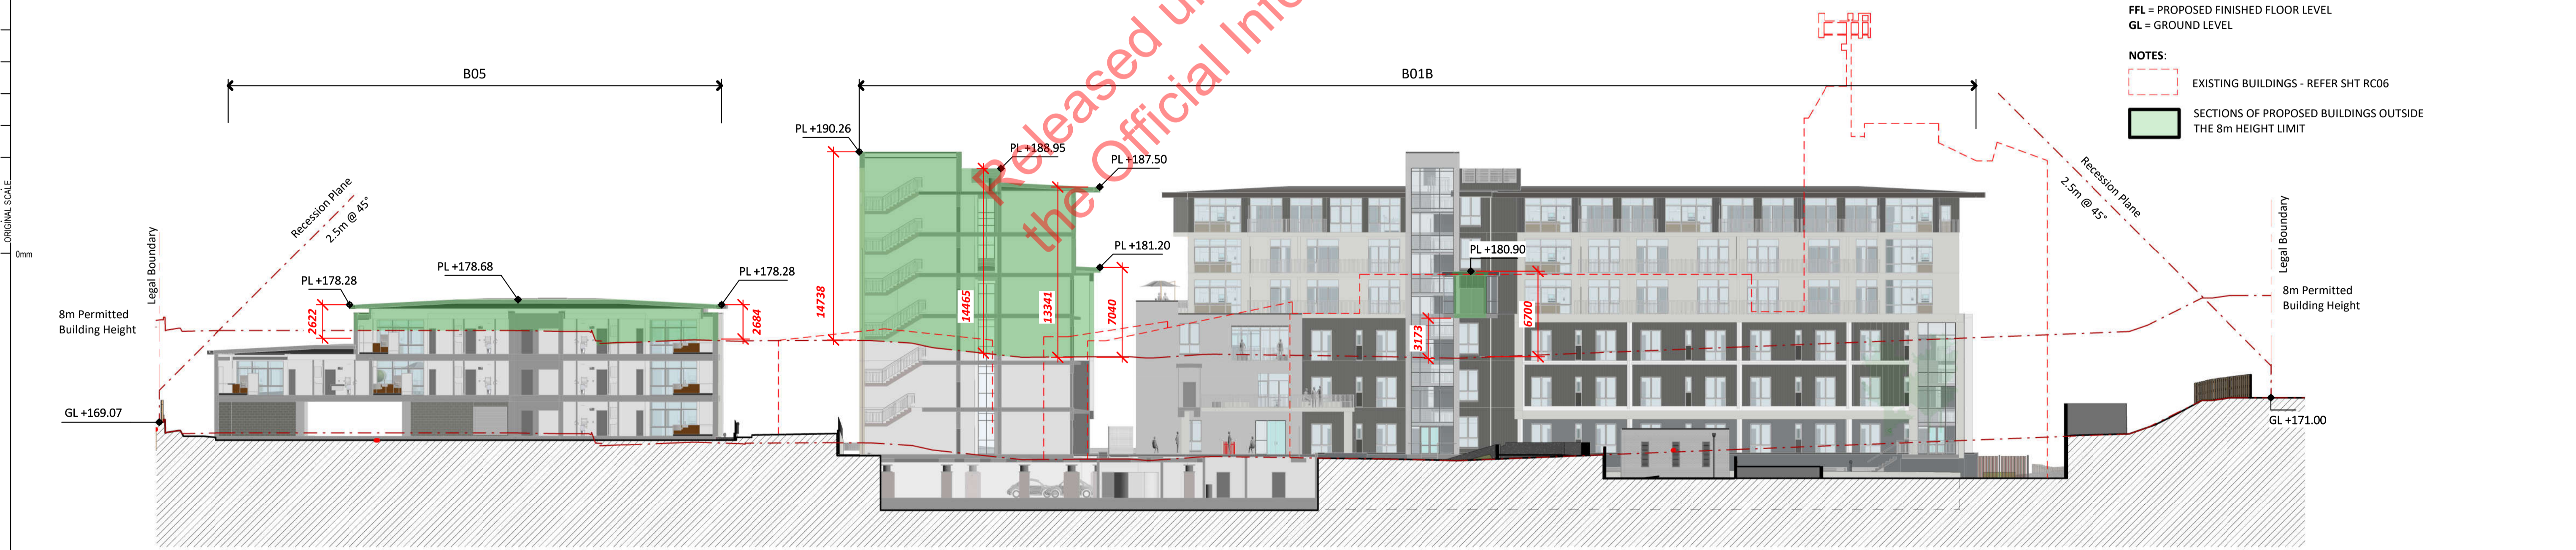 FFL = PROPOSED FINISHED FLOOR LEVEL
GL = GROUND LEVEL
NOTES:
EXISTING BUILDINGS - REFER SHT RC06
SECTIONS OF PROPOSED BUILDINGS OUTSIDE
THE 8m HEIGHT LIMIT
Released
the Official
ORIGINAL SCALE
0mm
B05
B01B
PL +190.26
PL +188.95
PL +187.50
PL +181.20
PL +180.90
PL +178.28
PL +178.68
PL +178.28
Recession Plane
2.5m @ 45°
Recession Plane
2.5m @ 45°
Legal Boundary
Legal Boundary
8m Permitted
Building Height
8m Permitted
Building Height
2622
2684
14738
14465
13341
7040
3173
6700
GL +169.07
GL +171.00